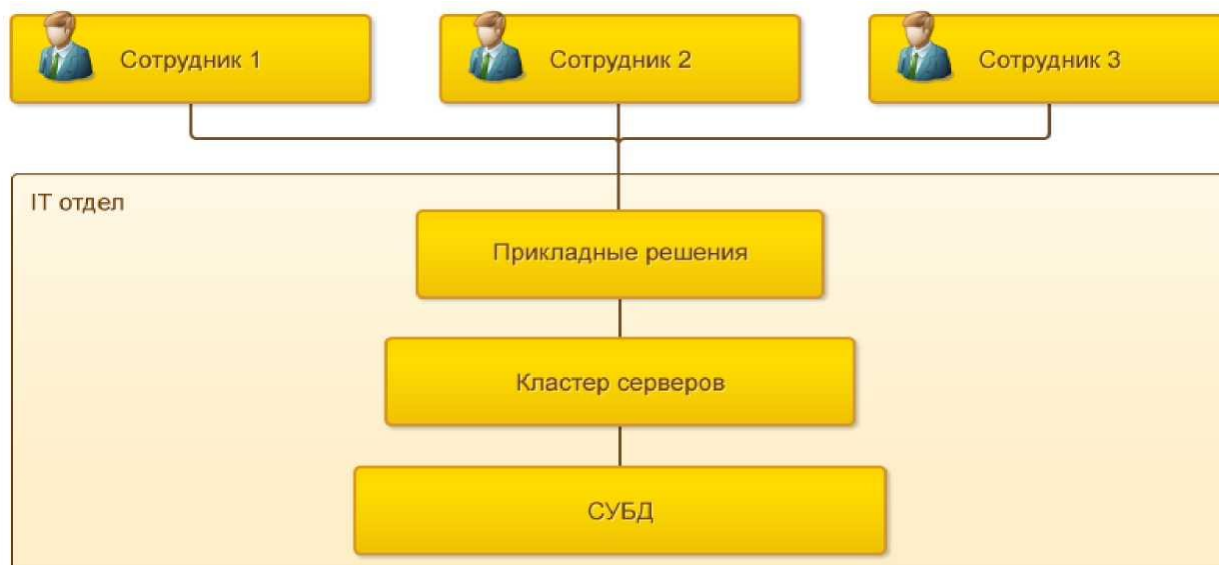 Сотрудник 1
Сотрудник 2
Сотрудник 3
IT отдел
Прикладные решения
Кластер серверов
СУБД